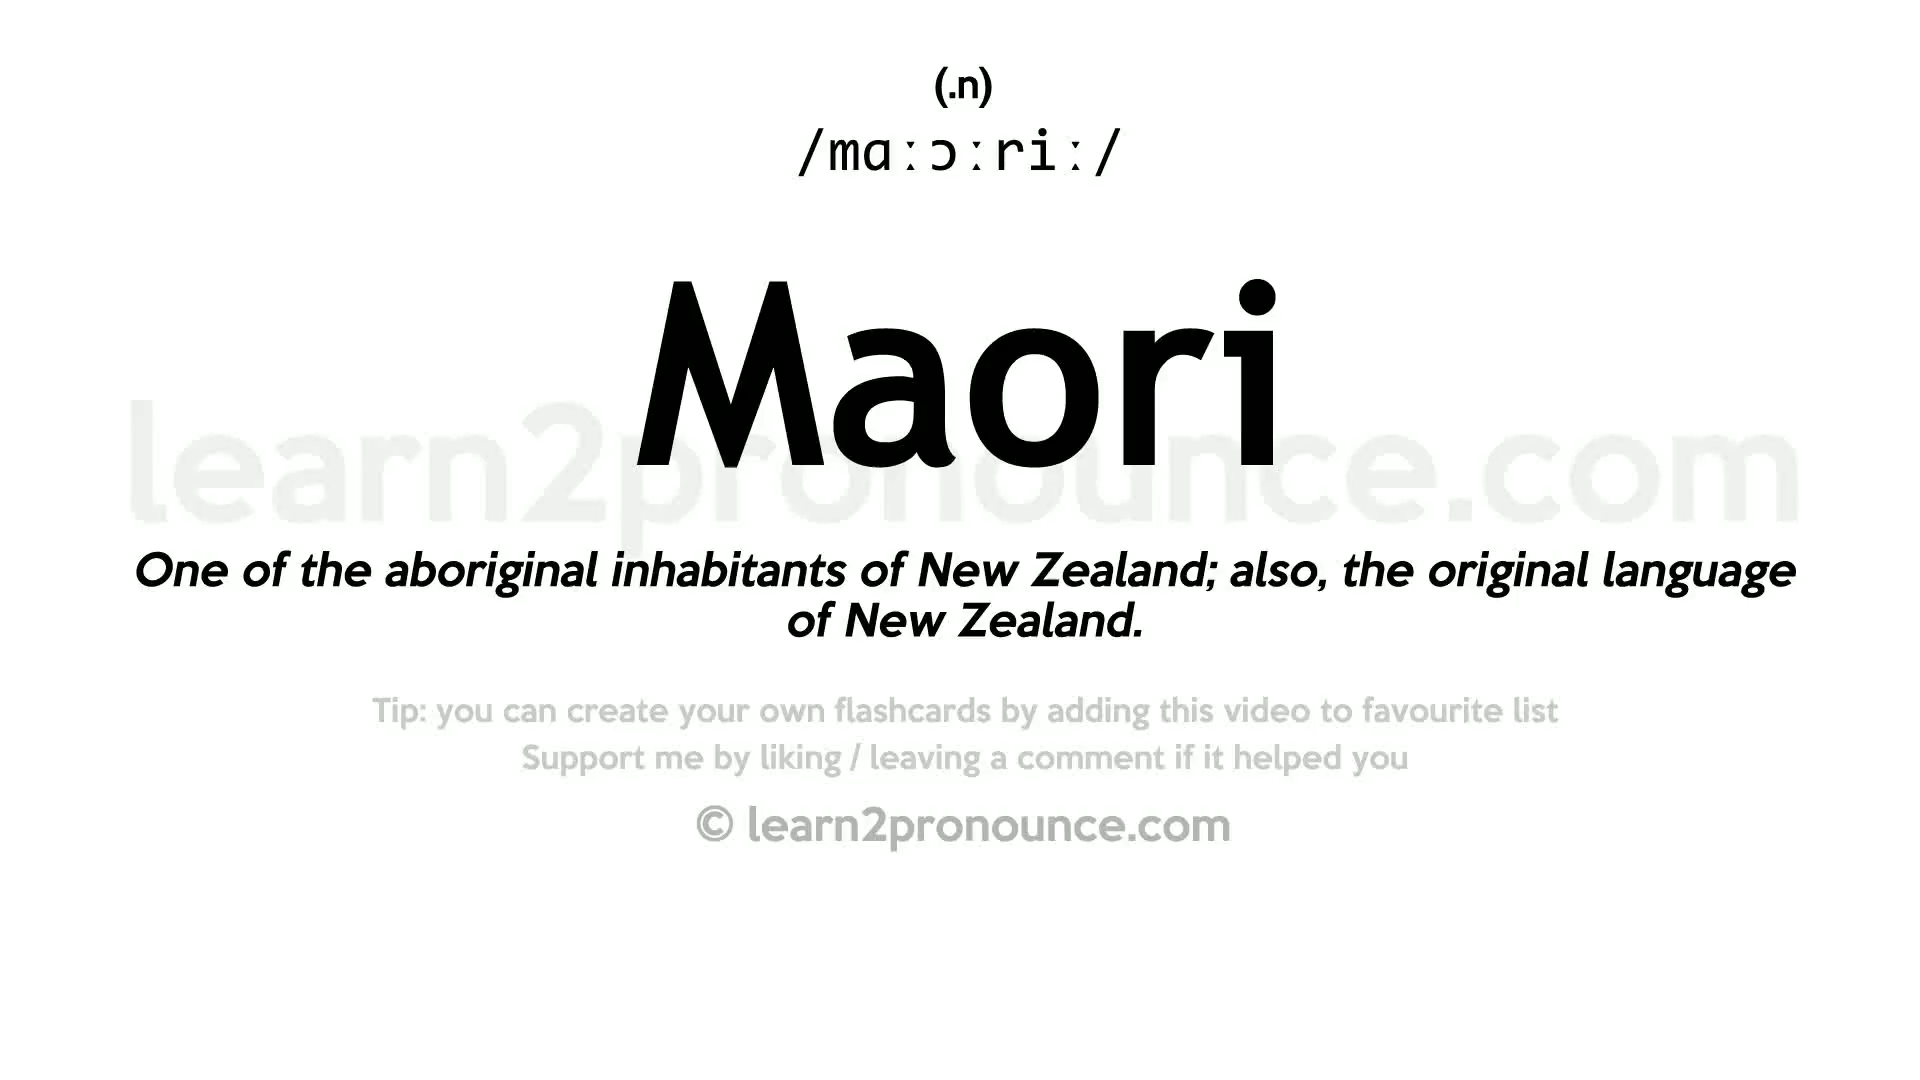 (.n)
/mɑːɔːriː/
Maori
learn2pronounce.com
One of the aboriginal inhabitants of New Zealand; also, the original language
of New Zealand.
Tip: you can create your own flashcards by adding this video to favourite list
Support me by liking / leaving a comment if it helped you
© learn2pronounce.com